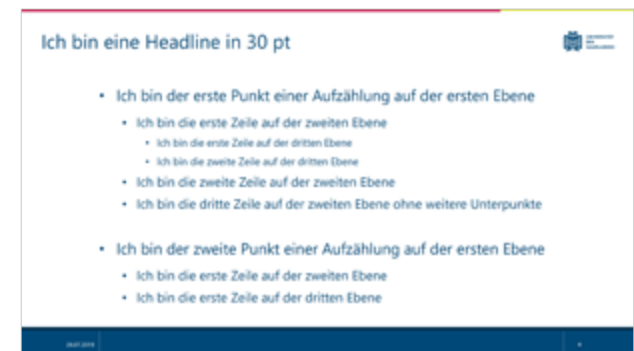 Ich bin eine Headline in 30 pt
UNIVERSITÄT
DES
SAARLANDES
• Ich bin der erste Punkt einer Aufzählung auf der ersten Ebene
• Ich bin die erste Zeile auf der zweiten Ebene
• Ich bin die erste Zeile auf der dritten Ebene
• Ich bin die zweite Zeile auf der dritten Ebene
• Ich bin die zweite Zeile auf der zweiten Ebene
• Ich bin die dritte Zeile auf der zweiten Ebene ohne weitere Unterpunkte
• Ich bin der zweite Punkt einer Aufzählung auf der ersten Ebene
• Ich bin die erste Zeile auf der zweiten Ebene
• Ich bin die erste Zeile auf der dritten Ebene